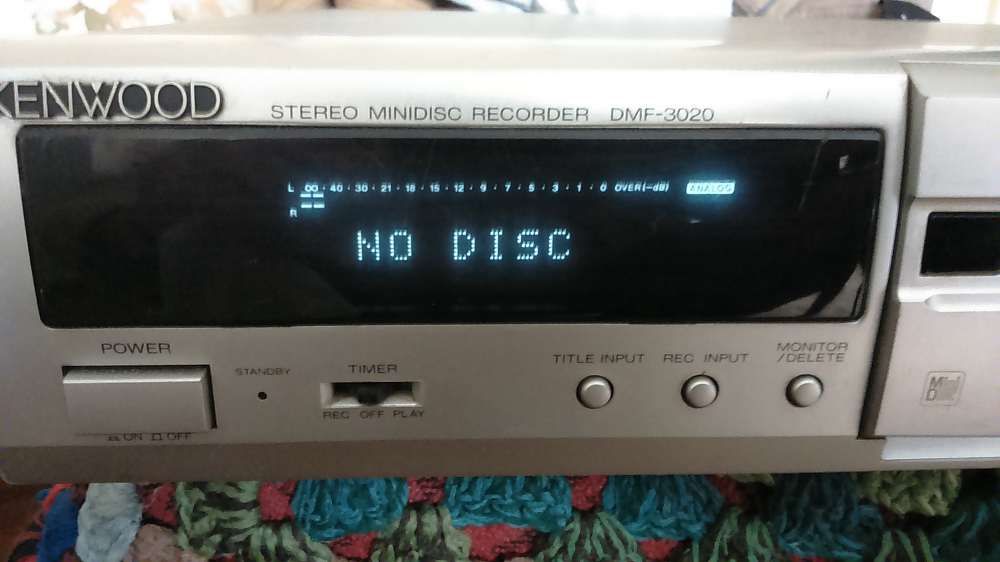 KENWOOD
STEREO MINIDISC RECORDER DMF-3020
L ∞ · 40 · 30 · 21 · 18 · 15 · 12 · 9 · 7 · 5 · 3 · 1 · 0 OVER(-dB) ANALOG
R
NO DISC
POWER
STANDBY
TIMER
REC OFF PLAY
ON OFF
TITLE INPUT
REC INPUT
MONITOR
/DELETE
Mini